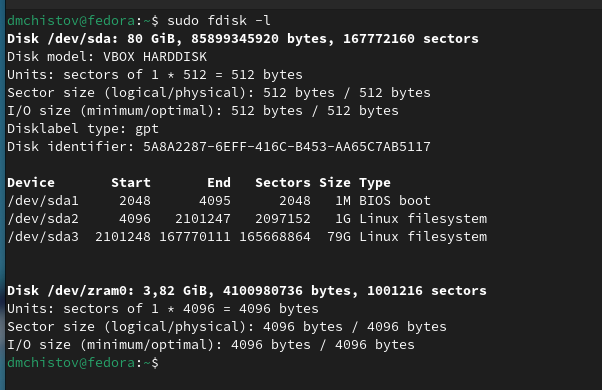 dmchistov@fedora:~$ sudo fdisk -l
Disk /dev/sda: 80 GiB, 85899345920 bytes, 167772160 sectors
Disk model: VBOX HARDDISK
Units: sectors of 1 * 512 = 512 bytes
Sector size (logical/physical): 512 bytes / 512 bytes
I/O size (minimum/optimal): 512 bytes / 512 bytes
Disklabel type: gpt
Disk identifier: 5A8A2287-6EFF-416C-B453-AA65C7AB5117

Device       Start       End   Sectors Size Type
/dev/sda1     2048      4095      2048   1M BIOS boot
/dev/sda2     4096   2101247   2097152   1G Linux filesystem
/dev/sda3  2101248 167770111 165668864  79G Linux filesystem


Disk /dev/zram0: 3,82 GiB, 4100980736 bytes, 1001216 sectors
Units: sectors of 1 * 4096 = 4096 bytes
Sector size (logical/physical): 4096 bytes / 4096 bytes
I/O size (minimum/optimal): 4096 bytes / 4096 bytes
dmchistov@fedora:~$